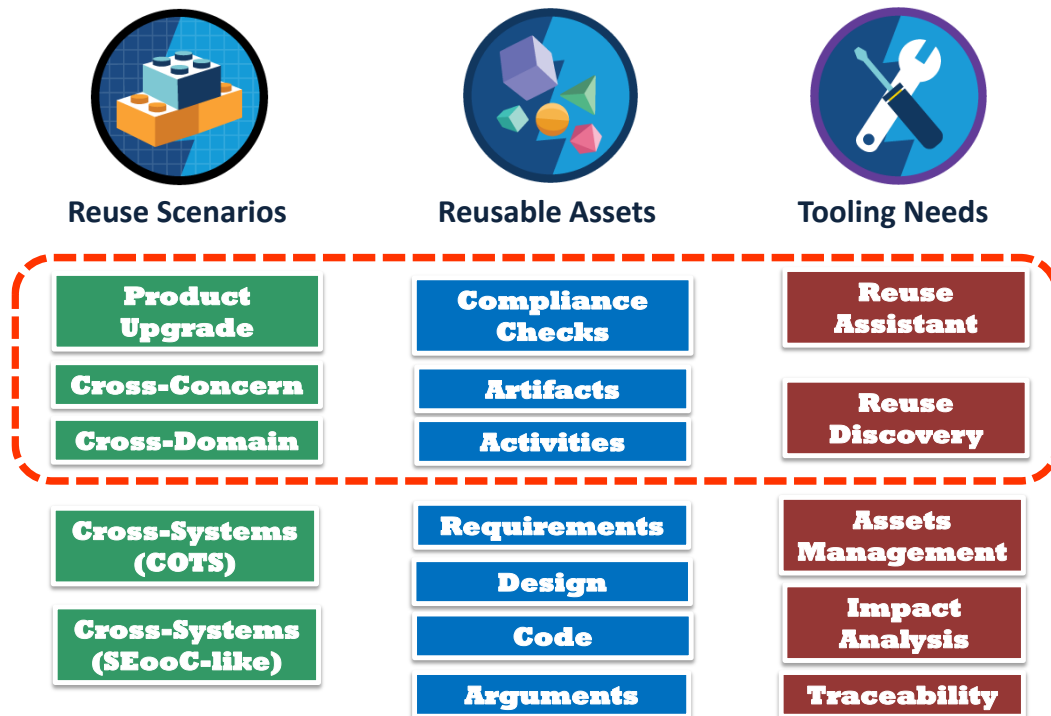 Reuse Scenarios
Reusable Assets
Tooling Needs
Product
Upgrade
Cross-Concern
Cross-Domain
Cross-Systems
(COTS)
Cross-Systems
(SEooC-like)
Compliance
Checks
Artifacts
Activities
Requirements
Design
Code
Arguments
Reuse
Assistant
Reuse
Discovery
Assets
Management
Impact
Analysis
Traceability